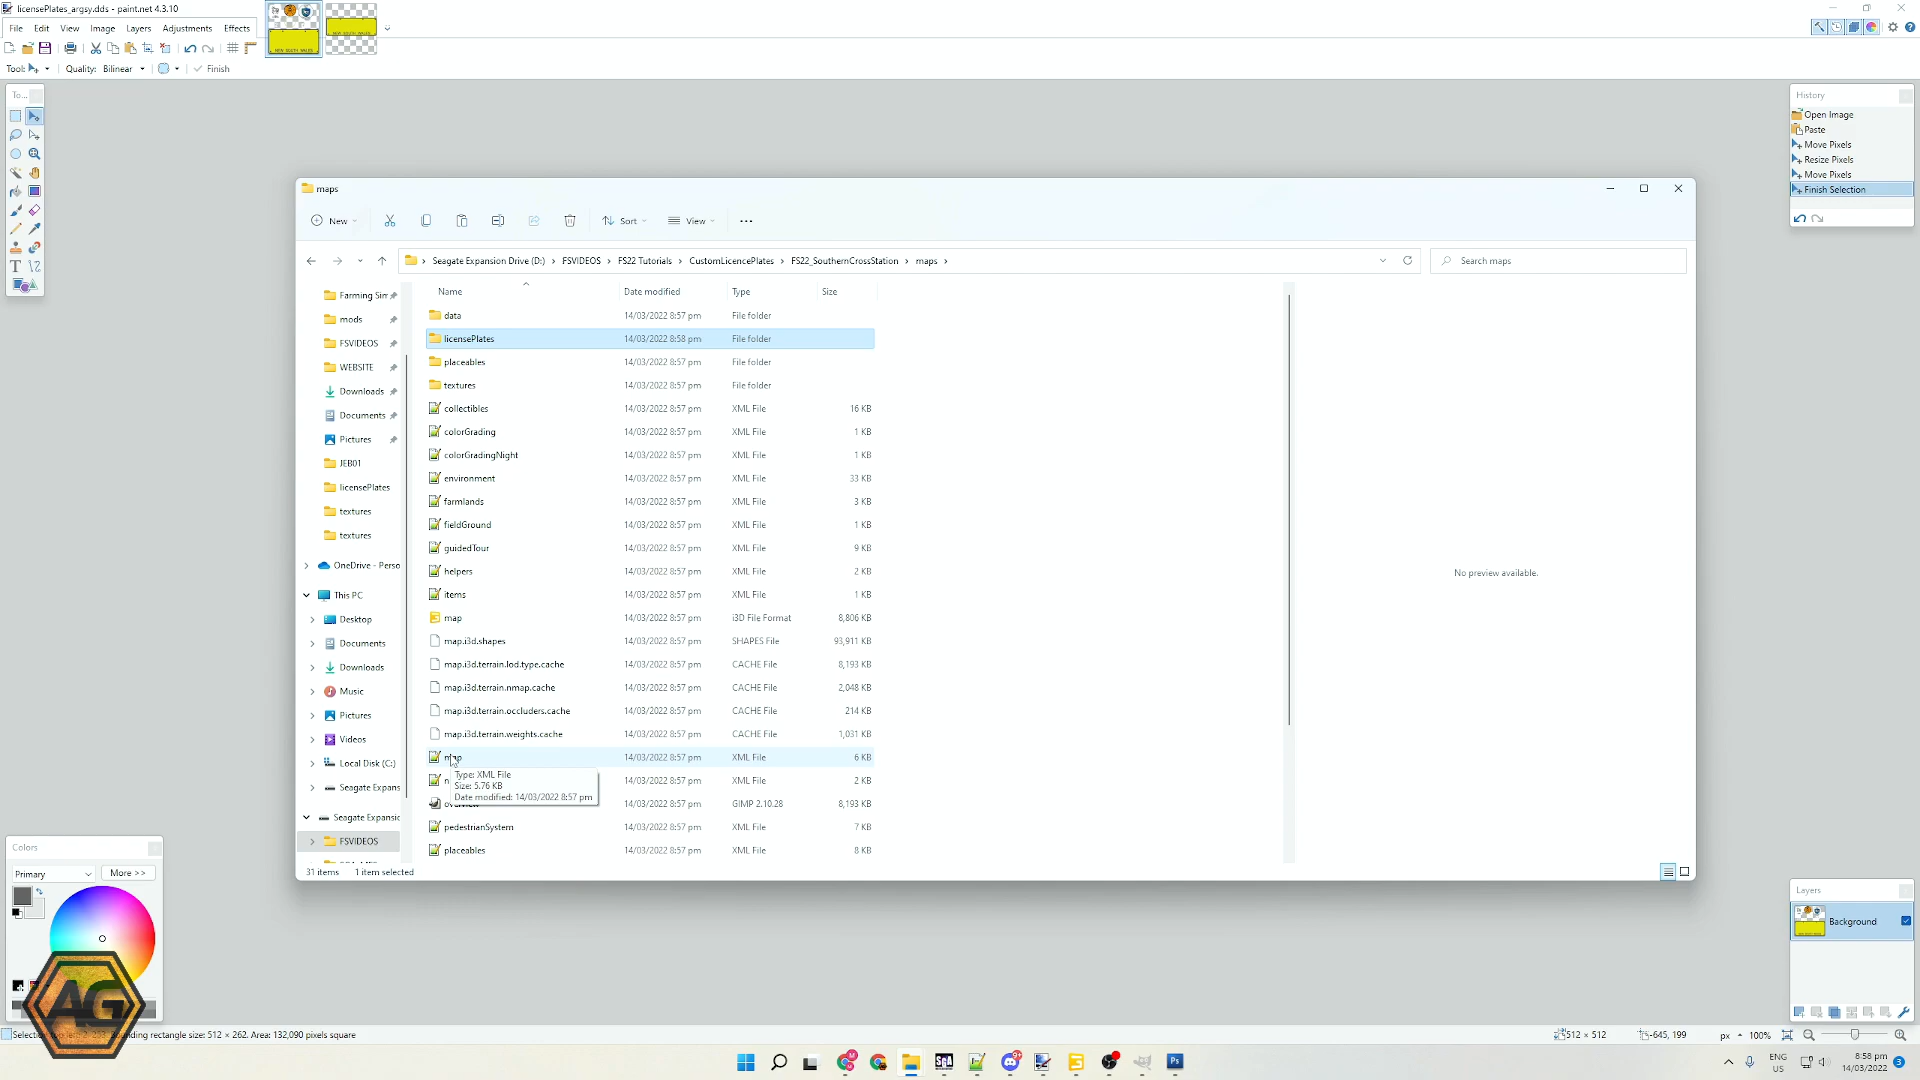 licensePlates_argsy.dds - paint.net 4.3.10
File Edit View Image Layers Adjustments Effects
Tool: Quality: Bilinear Finish
To...
History
Open Image
Paste
Move Pixels
Resize Pixels
Move Pixels
Finish Selection
maps
New Sort View
Seagate Expansion Drive (D:) FSVIDEOS FS22 Tutorials CustomLicencePlates FS22_SouthernCrossStation maps
Search maps
Farming Sim
mods
FSVIDEOS
WEBSITE
Downloads
Documents
Pictures
JEB01
licensePlates
textures
textures
OneDrive - Perso
This PC
Desktop
Documents
Downloads
Music
Pictures
Videos
Local Disk (C:)
Seagate Expans
Seagate Expansic
FSVIDEOS
Name Date modified Type Size
data 14/03/2022 8:57 pm File folder
licensePlates 14/03/2022 8:58 pm File folder
placeables 14/03/2022 8:57 pm File folder
textures 14/03/2022 8:57 pm File folder
collectibles 14/03/2022 8:57 pm XML File 16 KB
colorGrading 14/03/2022 8:57 pm XML File 1 KB
colorGradingNight 14/03/2022 8:57 pm XML File 1 KB
environment 14/03/2022 8:57 pm XML File 33 KB
farmlands 14/03/2022 8:57 pm XML File 3 KB
fieldGround 14/03/2022 8:57 pm XML File 1 KB
guidedTour 14/03/2022 8:57 pm XML File 9 KB
helpers 14/03/2022 8:57 pm XML File 2 KB
items 14/03/2022 8:57 pm XML File 1 KB
map 14/03/2022 8:57 pm i3D File Format 8,806 KB
map.i3d.shapes 14/03/2022 8:57 pm SHAPES File 93,911 KB
map.i3d.terrain.lod.type.cache 14/03/2022 8:57 pm CACHE File 8,193 KB
map.i3d.terrain.nmap.cache 14/03/2022 8:57 pm CACHE File 2,048 KB
map.i3d.terrain.occluders.cache 14/03/2022 8:57 pm CACHE File 214 KB
map.i3d.terrain.weights.cache 14/03/2022 8:57 pm CACHE File 1,031 KB
map 14/03/2022 8:57 pm XML File 6 KB
14/03/2022 8:57 pm XML File 2 KB
14/03/2022 8:57 pm GIMP 2.10.28 8,193 KB
pedestrianSystem 14/03/2022 8:57 pm XML File 7 KB
placeables 14/03/2022 8:57 pm XML File 8 KB
Type: XML File
Size: 5.76 KB
Date modified: 14/03/2022 8:57 pm
No preview available.
31 items 1 item selected
Colors
Primary More >>
AG
Layers
Background
rectangle size: 512 × 262. Area: 132,090 pixels square
512 × 512 -645, 199 px 100%
ENG
US
8:58 pm
14/03/2022
3
NEW SOUTH WALES
NEW SOUTH WALES
SGA
Ps